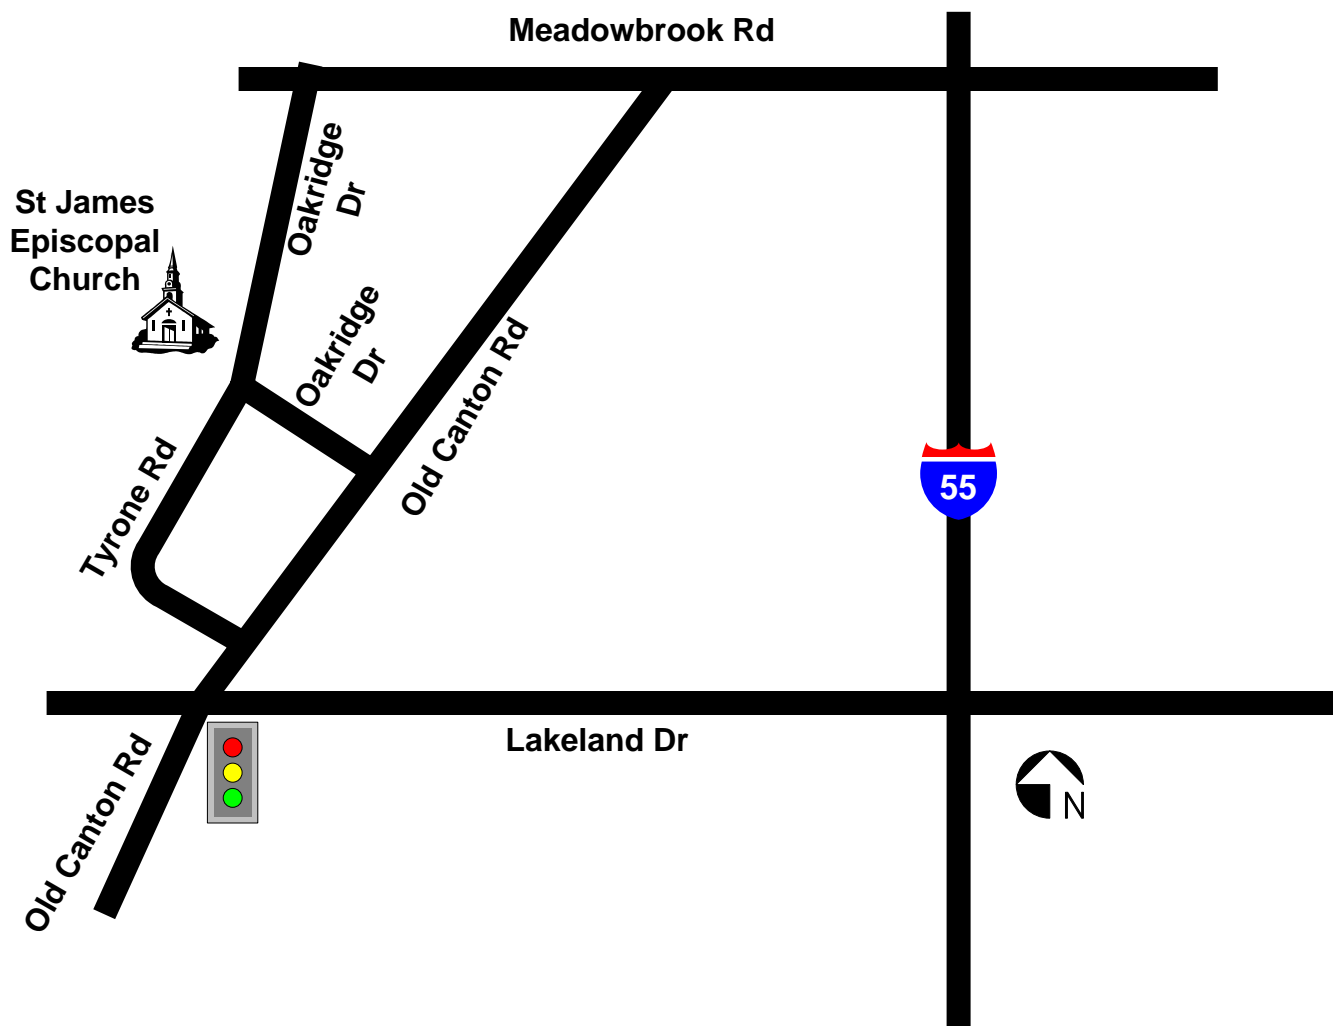 Meadowbrook Rd
Oakridge
Dr
St James
Episcopal
Church
Oakridge
Dr
Old Canton Rd
Tyrone Rd
55
Lakeland Dr
Old Canton Rd
N